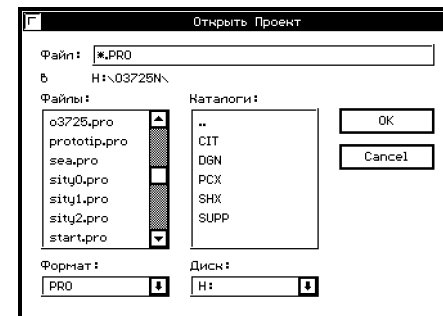 Открыть Проект
Файл: *.PRO
в H:\O3725N\
Файлы:
o3725.pro
prototip.pro
sea.pro
sity0.pro
sity1.pro
sity2.pro
start.pro
Каталоги:
..
CIT
DGN
PCX
SHX
SUPP
OK
Cancel
Формат:
PRO
Диск:
H: